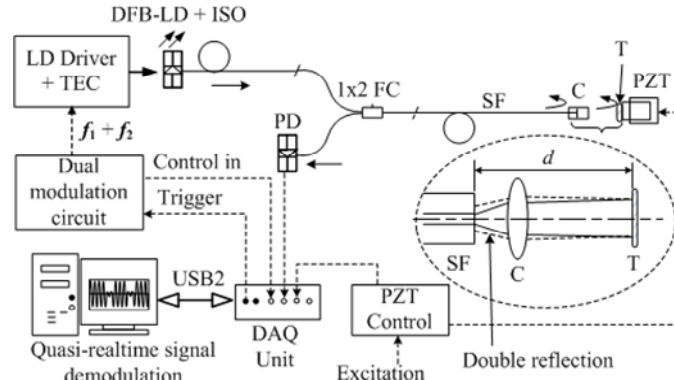 DFB-LD + ISO
LD Driver
+ TEC
T
PZT
1x2 FC
SF
C
PD
f1 + f2
Dual
modulation
circuit
Control in
Trigger
d
SF
C
T
USB2
DAQ
Unit
PZT
Control
Quasi-realtime signal
demodulation
Excitation
Double reflection